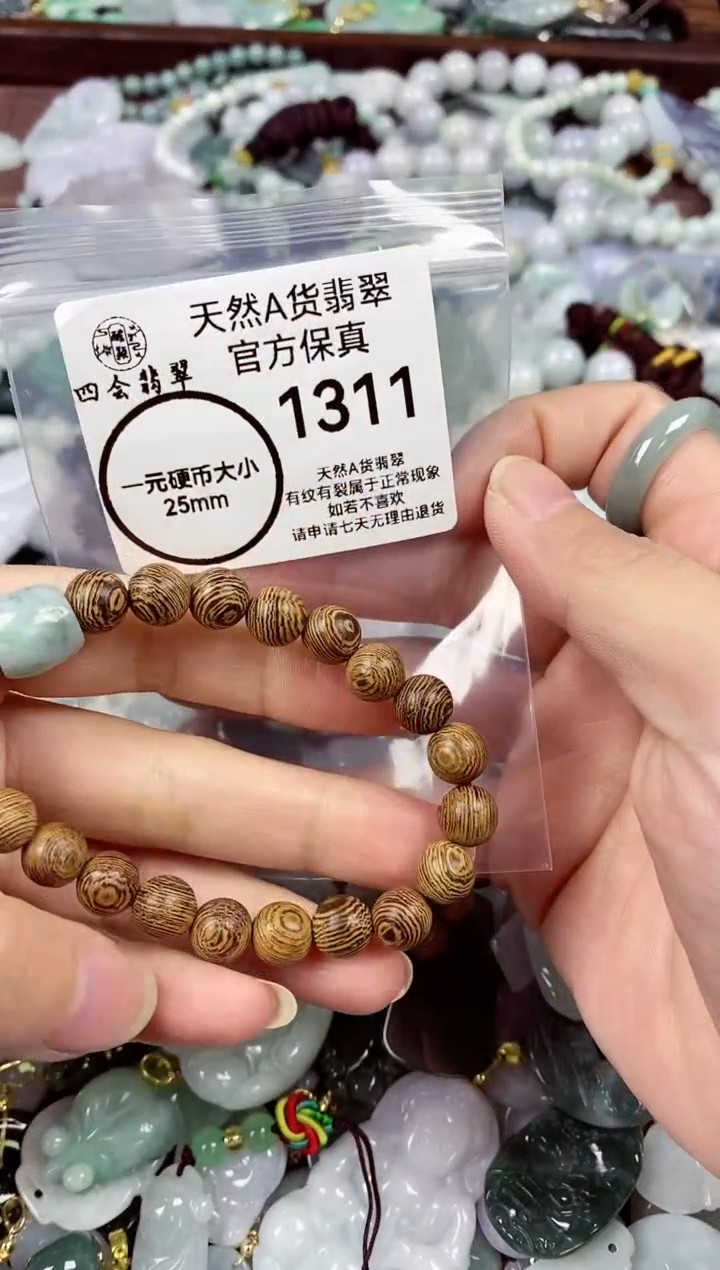 天然A货翡翠
官方保真
四会翡翠
1311
一元硬币大小
25mm
天然A货翡翠
有纹有裂属于正常现象
如若不喜欢
请申请七天无理由退货